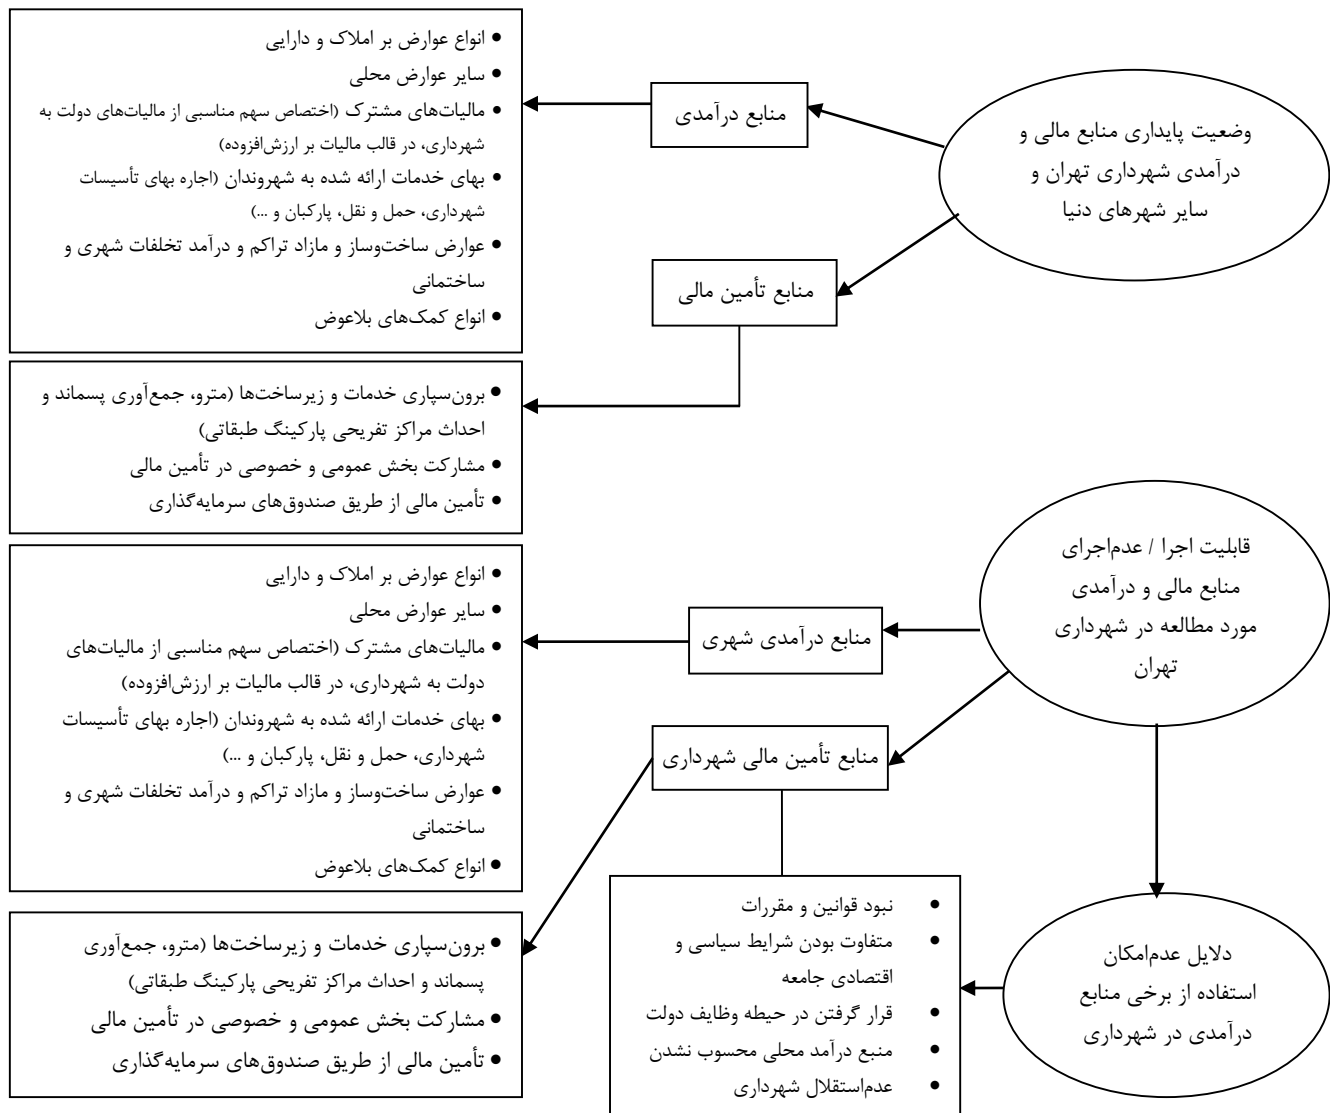 وضعیت پایداری منابع مالی و
درآمدی شهرداری تهران و
سایر شهرهای دنیا
منابع درآمدی
• انواع عوارض بر املاک و دارایی
• سایر عوارض محلی
• مالیات‌های مشترک (اختصاص سهم مناسبی از مالیات‌های دولت به
شهرداری، در قالب مالیات بر ارزش‌افزوده)
• بهای خدمات ارائه شده به شهروندان (اجاره بهای تأسیسات
شهرداری، حمل و نقل، پارکبان و ...)
• عوارض ساخت‌وساز و مازاد تراکم و درآمد تخلفات شهری و
ساختمانی
• انواع کمک‌های بلاعوض
منابع تأمین مالی
• برون‌سپاری خدمات و زیرساخت‌ها (مترو، جمع‌آوری پسماند و
احداث مراکز تفریحی پارکینگ طبقاتی)
• مشارکت بخش عمومی و خصوصی در تأمین مالی
• تأمین مالی از طریق صندوق‌های سرمایه‌گذاری
قابلیت اجرا / عدم‌اجرای
منابع مالی و درآمدی
مورد مطالعه در شهرداری
تهران
منابع درآمدی شهری
• انواع عوارض بر املاک و دارایی
• سایر عوارض محلی
• مالیات‌های مشترک (اختصاص سهم مناسبی از مالیات‌های
دولت به شهرداری، در قالب مالیات بر ارزش‌افزوده)
• بهای خدمات ارائه شده به شهروندان (اجاره بهای تأسیسات
شهرداری، حمل و نقل، پارکبان و ...)
• عوارض ساخت‌وساز و مازاد تراکم و درآمد تخلفات شهری و
ساختمانی
• انواع کمک‌های بلاعوض
منابع تأمین مالی شهرداری
• برون‌سپاری خدمات و زیرساخت‌ها (مترو، جمع‌آوری
پسماند و احداث مراکز تفریحی پارکینگ طبقاتی)
• مشارکت بخش عمومی و خصوصی در تأمین مالی
• تأمین مالی از طریق صندوق‌های سرمایه‌گذاری
دلایل عدم‌امکان
استفاده از برخی منابع
درآمدی در شهرداری
• نبود قوانین و مقررات
• متفاوت بودن شرایط سیاسی و
اقتصادی جامعه
• قرار گرفتن در حیطه وظایف دولت
• منبع درآمد محلی محسوب نشدن
• عدم‌استقلال شهرداری